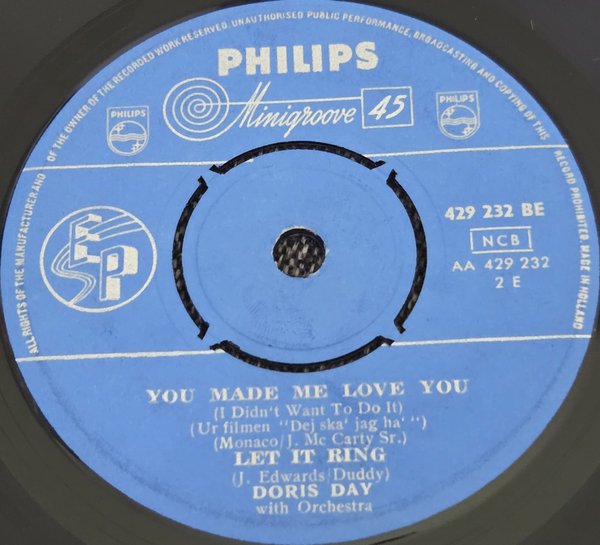 ALL RIGHTS OF THE MANUFACTURER AND OF THE OWNER OF THE RECORDED WORK RESERVED. UNAUTHORISED PUBLIC PERFORMANCE, BROADCASTING AND COPYING OF THIS RECORD PROHIBITED. MADE IN HOLLAND
PHILIPS
Minigroove 45
PHILIPS
PHILIPS
EP
429 232 BE
NCB
AA 429 232
2 E
YOU MADE ME LOVE YOU
(I Didn't Want To Do It)
(Ur filmen "Dej ska' jag ha' ")
(Monaco/J. Mc Carty Sr.)
LET IT RING
(J. Edwards/Duddy)
DORIS DAY
with Orchestra